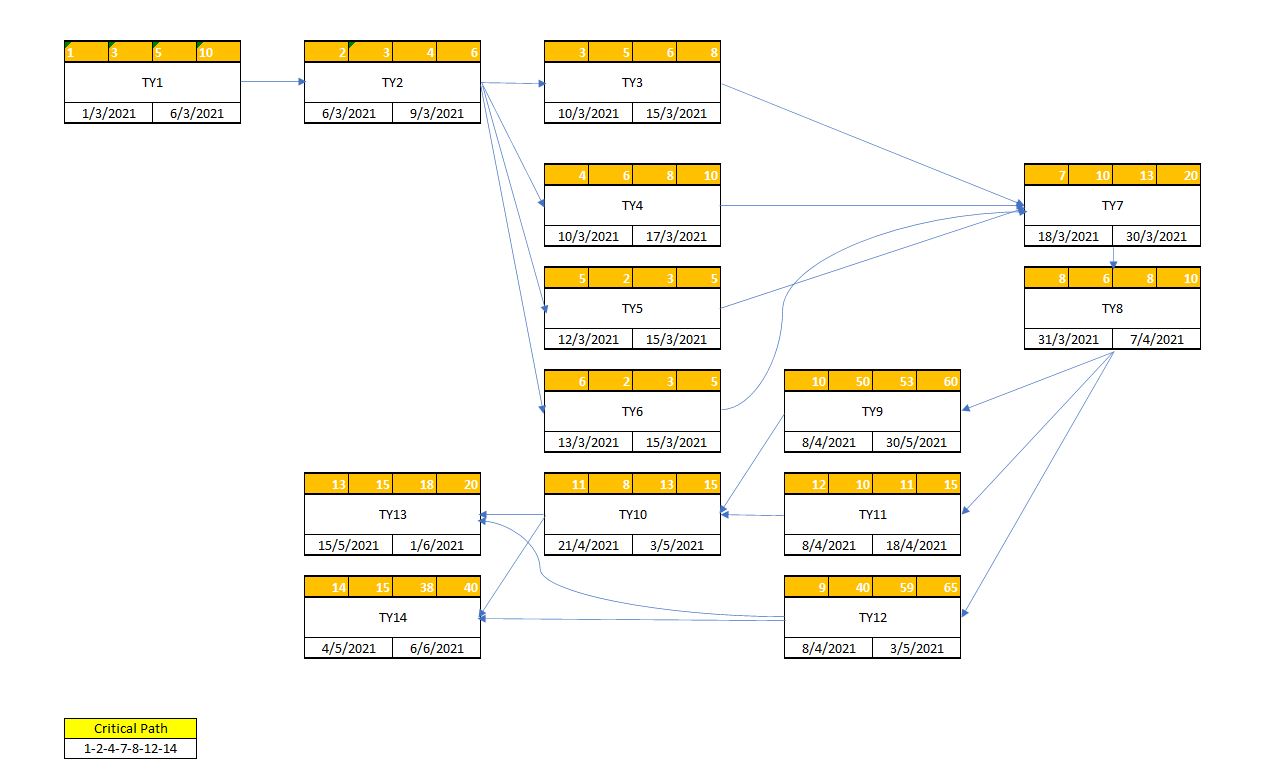 1 3 5 10
TY1
1/3/2021 6/3/2021
2 3 4 6
TY2
6/3/2021 9/3/2021
3 5 6 8
TY3
10/3/2021 15/3/2021
4 6 8 10
TY4
10/3/2021 17/3/2021
7 10 13 20
TY7
18/3/2021 30/3/2021
5 2 3 5
TY5
12/3/2021 15/3/2021
8 6 8 10
TY8
31/3/2021 7/4/2021
6 2 3 5
TY6
13/3/2021 15/3/2021
10 50 53 60
TY9
8/4/2021 30/5/2021
13 15 18 20
TY13
15/5/2021 1/6/2021
11 8 13 15
TY10
21/4/2021 3/5/2021
12 10 11 15
TY11
8/4/2021 18/4/2021
14 15 38 40
TY14
4/5/2021 6/6/2021
9 40 59 65
TY12
8/4/2021 3/5/2021
Critical Path
1-2-4-7-8-12-14